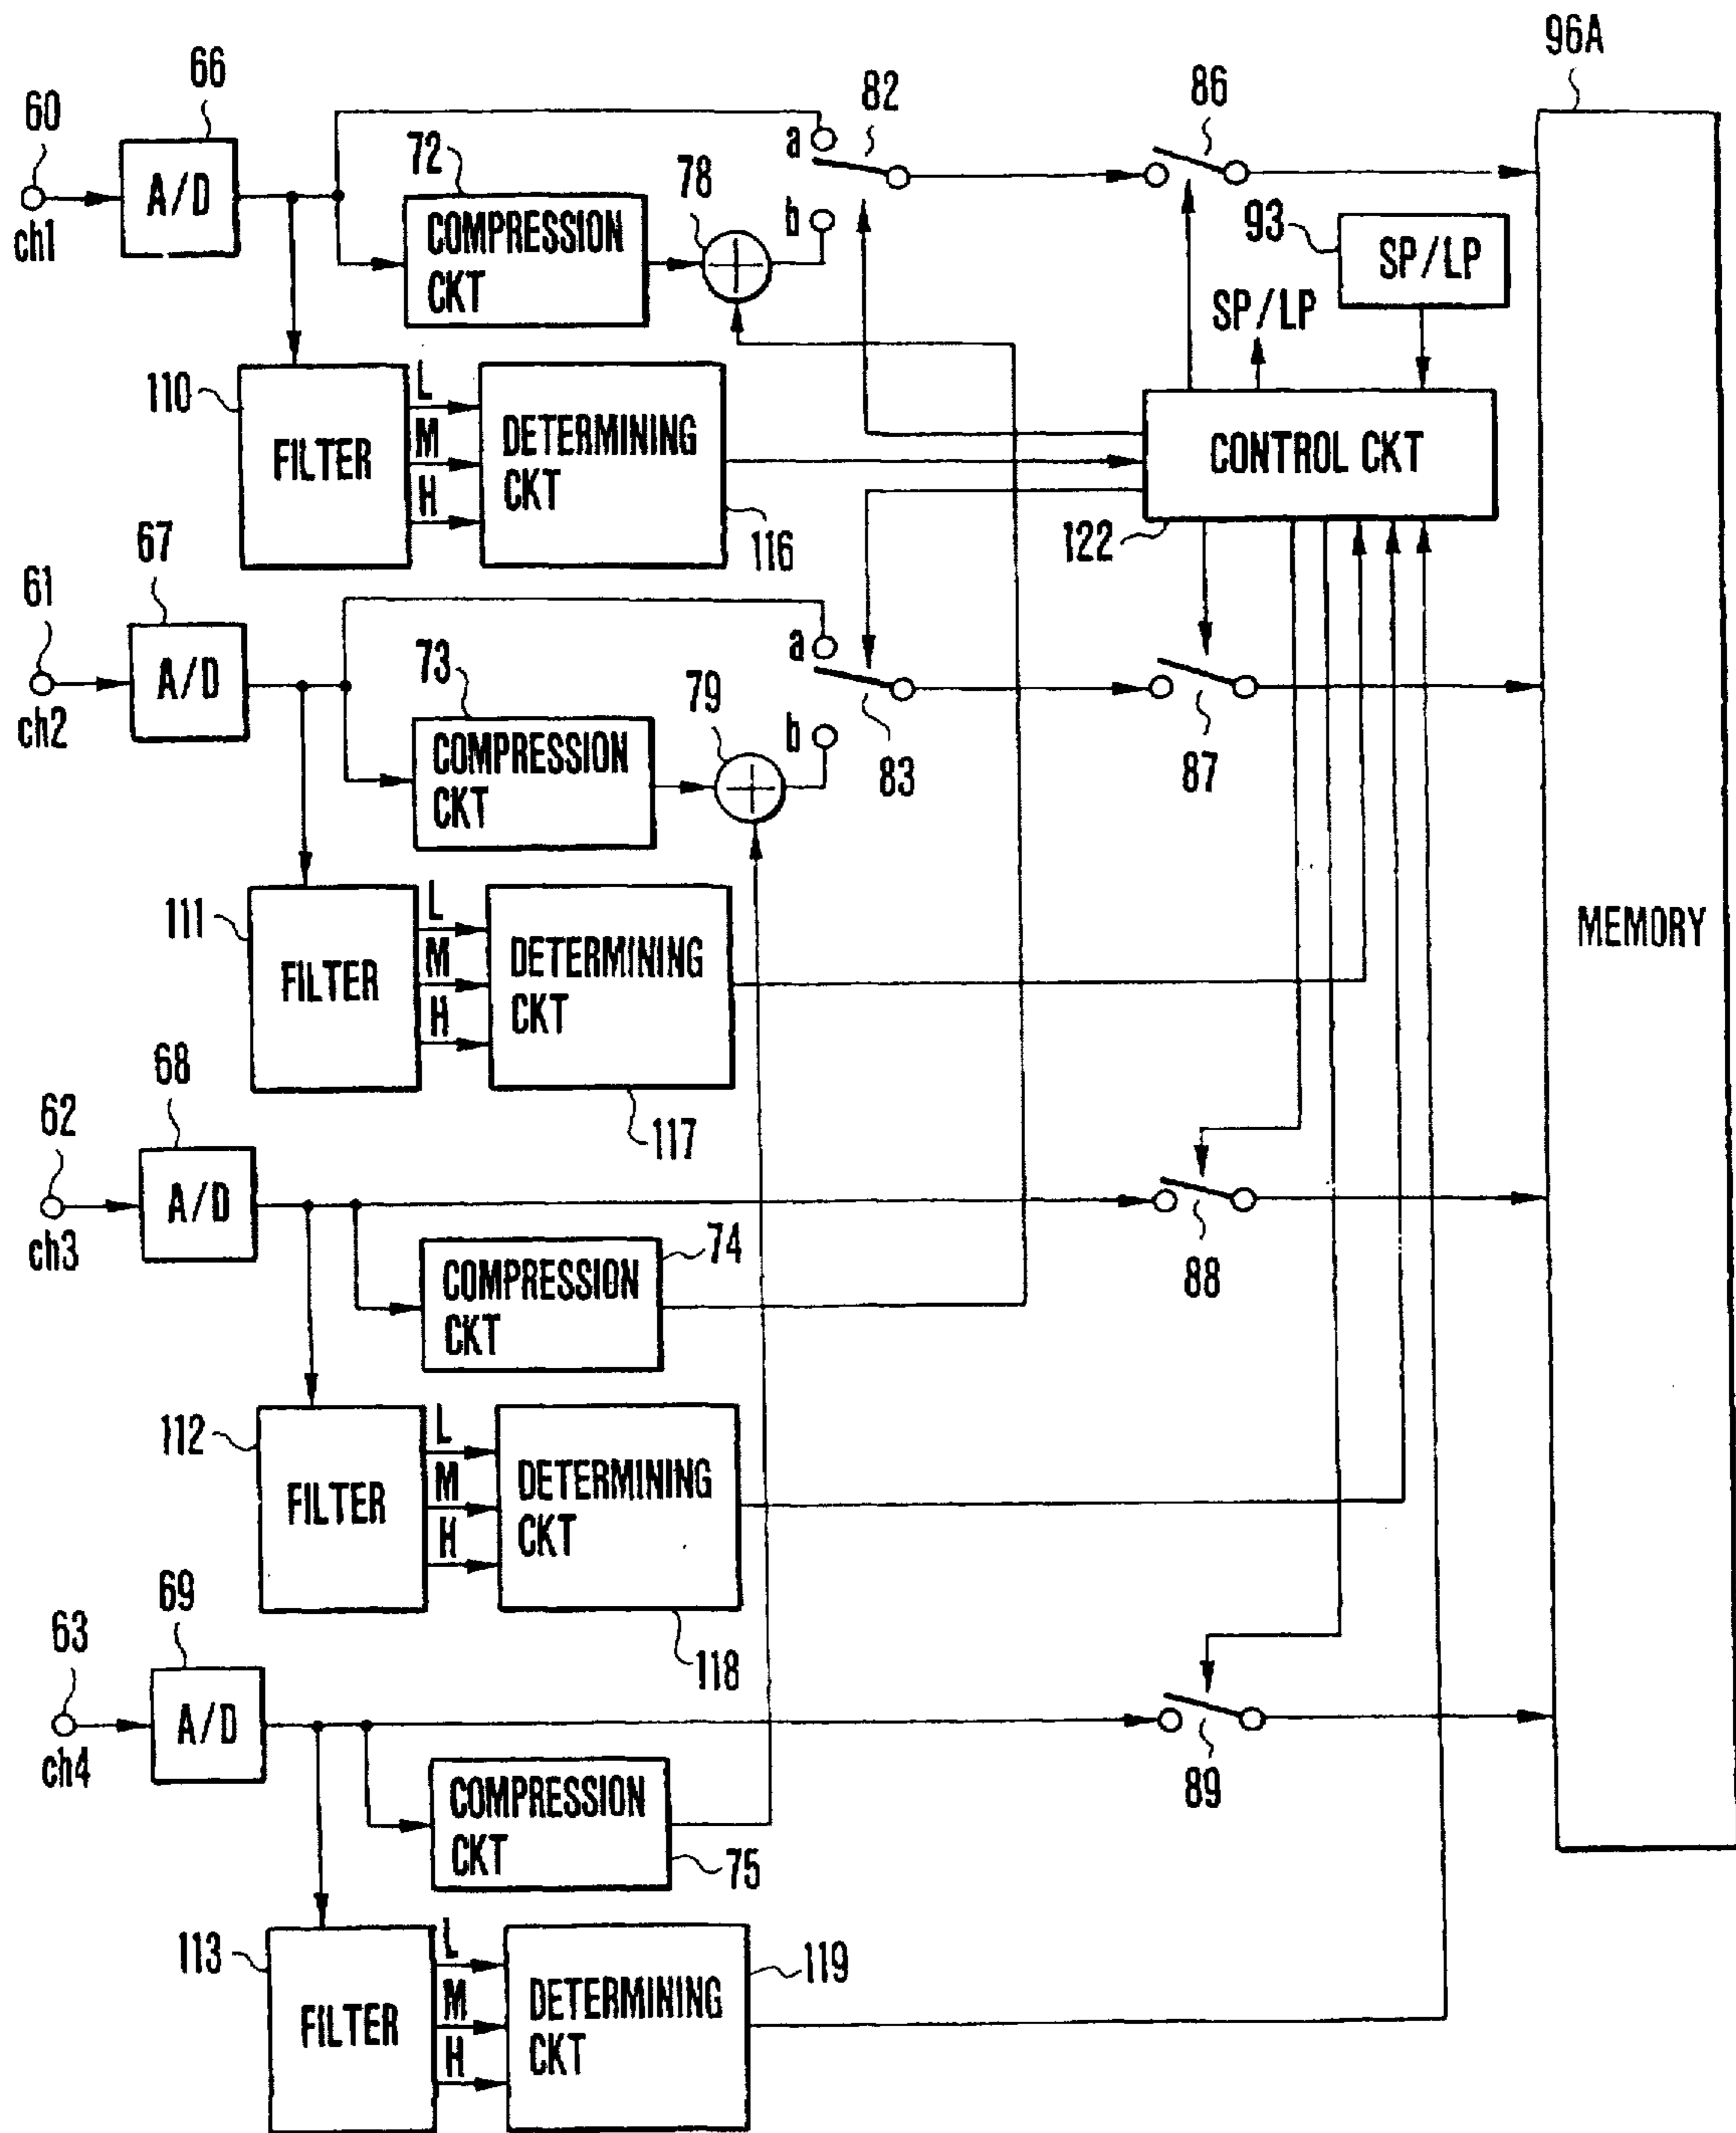 96A
66
82
86
60
72
a
78
A/D
COMPRESSION
CKT
93
SP/LP
b
ch1
SP/LP
110
L
M
H
FILTER
DETERMINING
CKT
CONTROL CKT
116
122
67
61
a
73
A/D
79
COMPRESSION
CKT
b
83
87
ch2
111
L
M
H
FILTER
DETERMINING
CKT
MEMORY
68
117
62
A/D
74
ch3
COMPRESSION
CKT
88
112
L
M
H
FILTER
DETERMINING
CKT
69
63
118
A/D
ch4
COMPRESSION
CKT
89
75
113
L
M
H
119
FILTER
DETERMINING
CKT